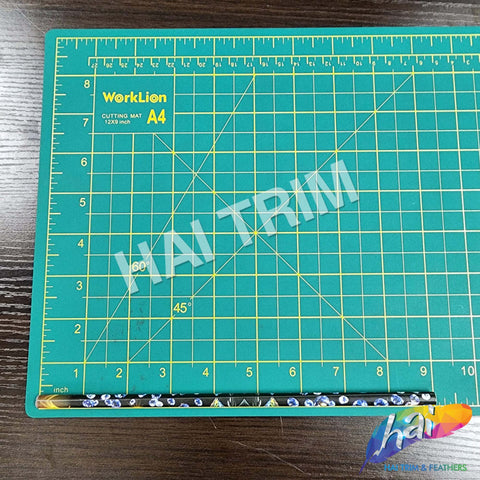 WorkLion
CUTTING MAT
12X9 inch
A4
8
7
6
5
4
3
2
1
inch
60°
45°
1 2 3 4 5 6 7 8 9 10
HAI TRIM
hai
HAI TRIM & FEATHERS